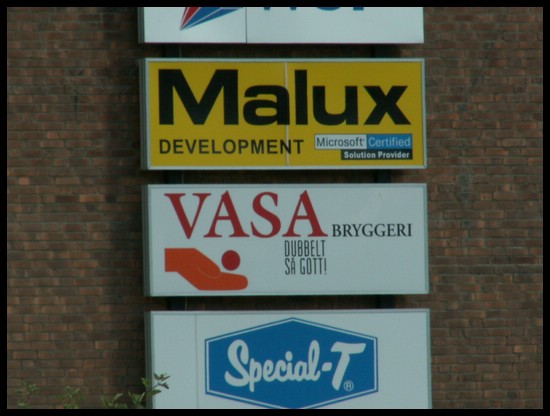 Malux
DEVELOPMENT
Microsoft Certified
Solution Provider
VASA BRYGGERI
DUBBELT
SÅ GOTT!
Special-T®